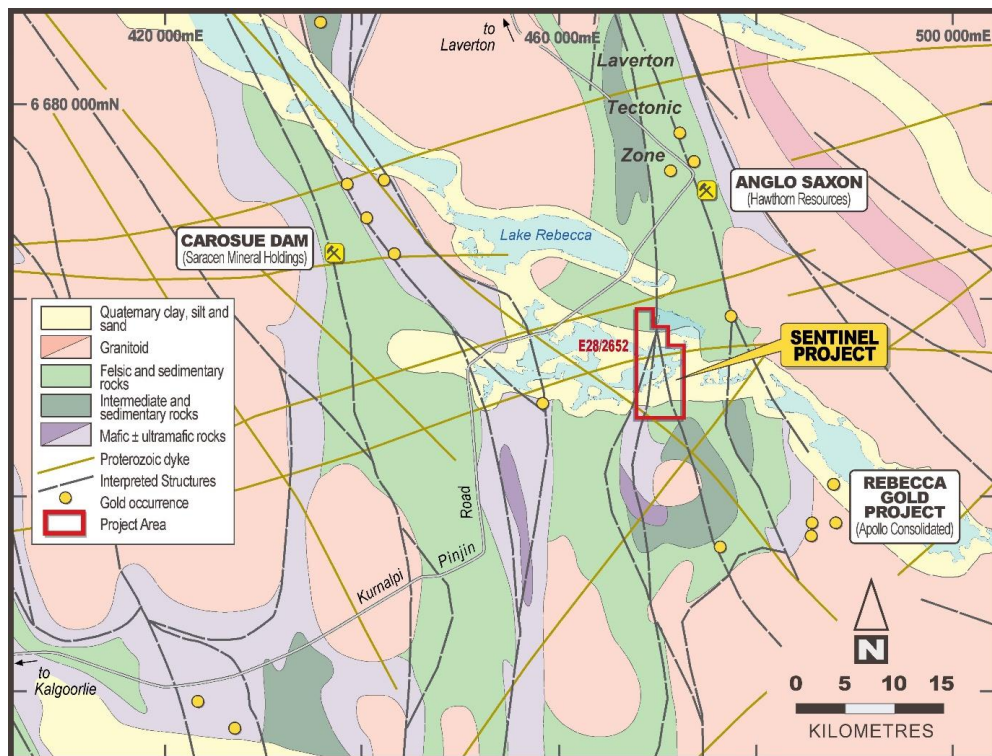 420 000mE
to
Laverton
460 000mE
500 000mE
6 680 000mN
Laverton
Tectonic
Zone
ANGLO SAXON
(Hawthorn Resources)
CAROSUE DAM
(Saracen Mineral Holdings)
Lake Rebecca
E28/2652
SENTINEL
PROJECT
Quaternary clay, silt and
sand
Granitoid
Felsic and sedimentary
rocks
Intermediate and
sedimentary rocks
Mafic ± ultramafic rocks
Proterozoic dyke
Interpreted Structures
Gold occurrence
Project Area
REBECCA
GOLD
PROJECT
(Apollo Consolidated)
Kurnalpi Pinjin Road
to
Kalgoorlie
N
0 5 10 15
KILOMETRES